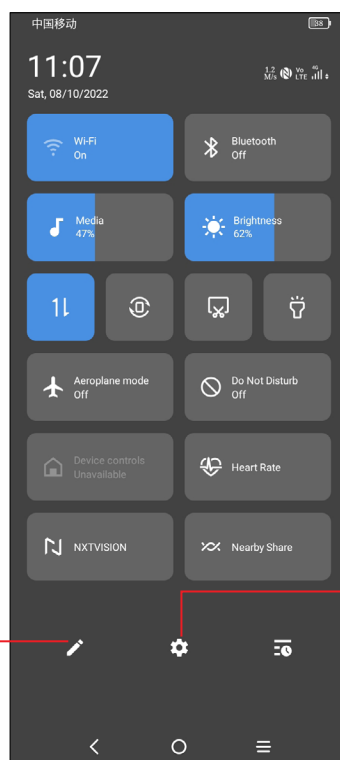 中国移动
38
11:07
1.2
M/s
Vo
LTE
4G
Sat, 08/10/2022
Wi-Fi
On
Bluetooth
Off
Media
47%
Brightness
62%
Aeroplane mode
Off
Do Not Disturb
Off
Device controls
Unavailable
Heart Rate
NXTVISION
Nearby Share